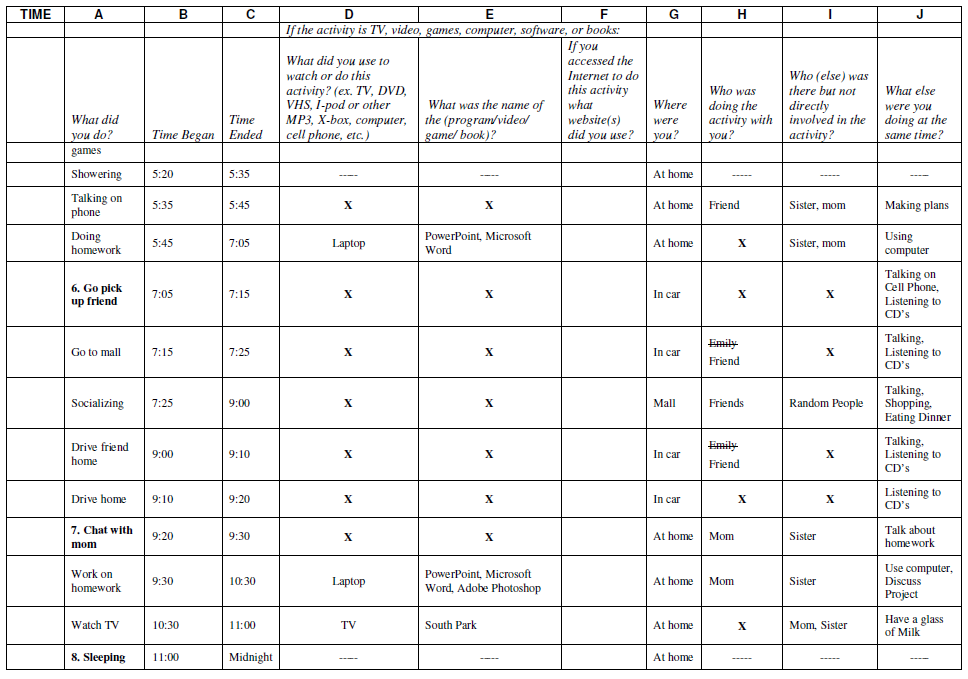 TIME A B C D E F G H I J
If the activity is TV, video, games, computer, software, or books:
What did you do? Time Began Time Ended What did you use to watch or do this activity? (ex. TV, DVD, VHS, I-pod or other MP3, X-box, computer, cell phone, etc.) What was the name of the (program/video/ game/ book)? If you accessed the Internet to do this activity what website(s) did you use? Where were you? Who was doing the activity with you? Who (else) was there but not directly involved in the activity? What else were you doing at the same time?
games
Showering 5:20 5:35 ----- ----- At home ----- ----- -----
Talking on phone 5:35 5:45 X X At home Friend Sister, mom Making plans
Doing homework 5:45 7:05 Laptop PowerPoint, Microsoft Word At home X Sister, mom Using computer
6. Go pick up friend 7:05 7:15 X X In car X X Talking on Cell Phone, Listening to CD's
Go to mall 7:15 7:25 X X In car Emily Friend X Talking, Listening to CD's
Socializing 7:25 9:00 X X Mall Friends Random People Talking, Shopping, Eating Dinner
Drive friend home 9:00 9:10 X X In car Emily Friend X Talking, Listening to CD's
Drive home 9:10 9:20 X X In car X X Listening to CD's
7. Chat with mom 9:20 9:30 X X At home Mom Sister Talk about homework
Work on homework 9:30 10:30 Laptop PowerPoint, Microsoft Word, Adobe Photoshop At home Mom Sister Use computer, Discuss Project
Watch TV 10:30 11:00 TV South Park At home X Mom, Sister Have a glass of Milk
8. Sleeping 11:00 Midnight ----- ----- At home ----- ----- -----